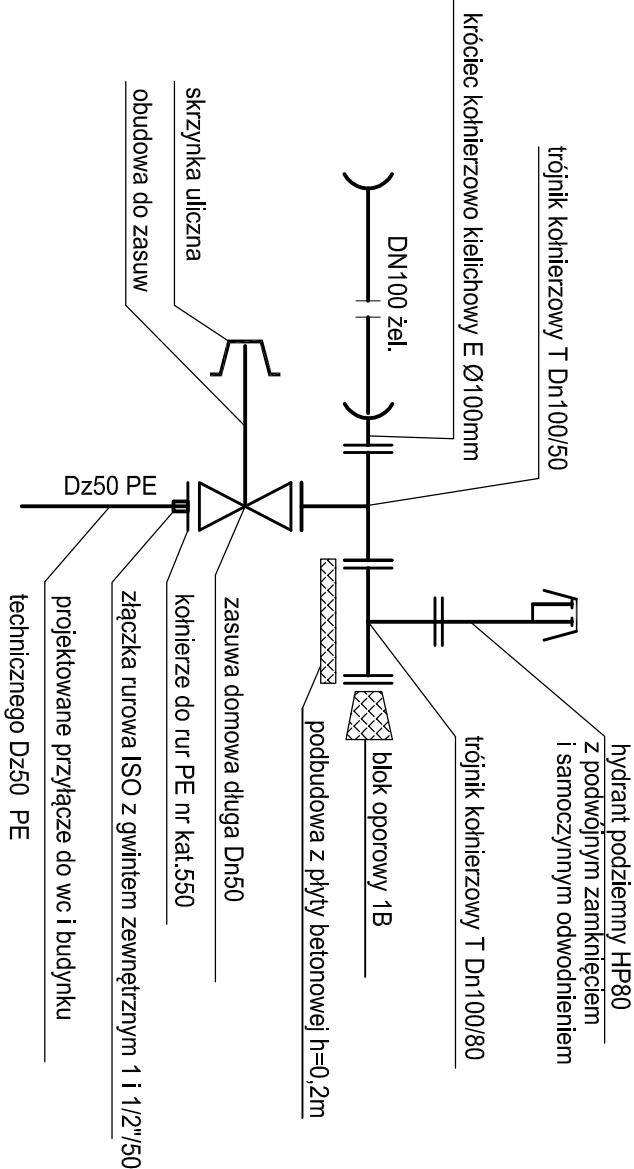 hydrant podziemny HP80
z podwójnym zamknięciem
i samoczynnym odwodnieniem
trójnik kołnierzowy T Dn100/80
blok oporowy 1B
podbudowa z płyty betonowej h=0,2m
trójnik kołnierzowy T Dn100/50
króciec kołnierzowo kielichowy E Ø100mm
DN100 żel.
skrzynka uliczna
obudowa do zasuw
zasuwa domowa długa Dn50
kołnierze do rur PE nr kat.550
złączka rurowa ISO z gwintem zewnętrznym 1 i 1/2"/50
projektowane przyłącze do wc i budynku
technicznego Dz50 PE
Dz50 PE